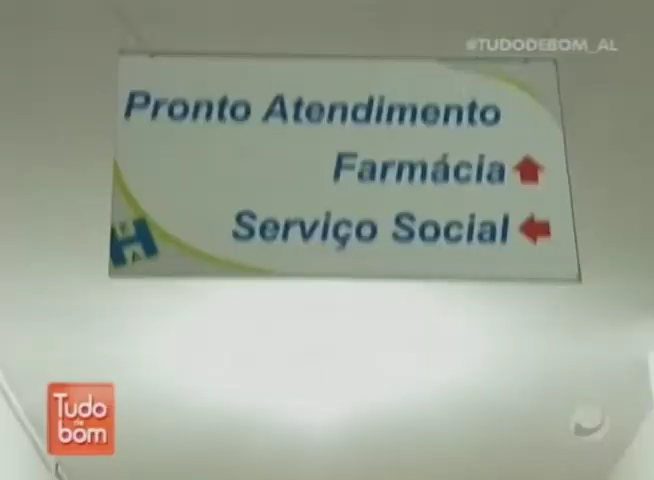 #TUDODEBOM_AL
Pronto Atendimento
Farmácia
Serviço Social
H
Tudo
de
bom